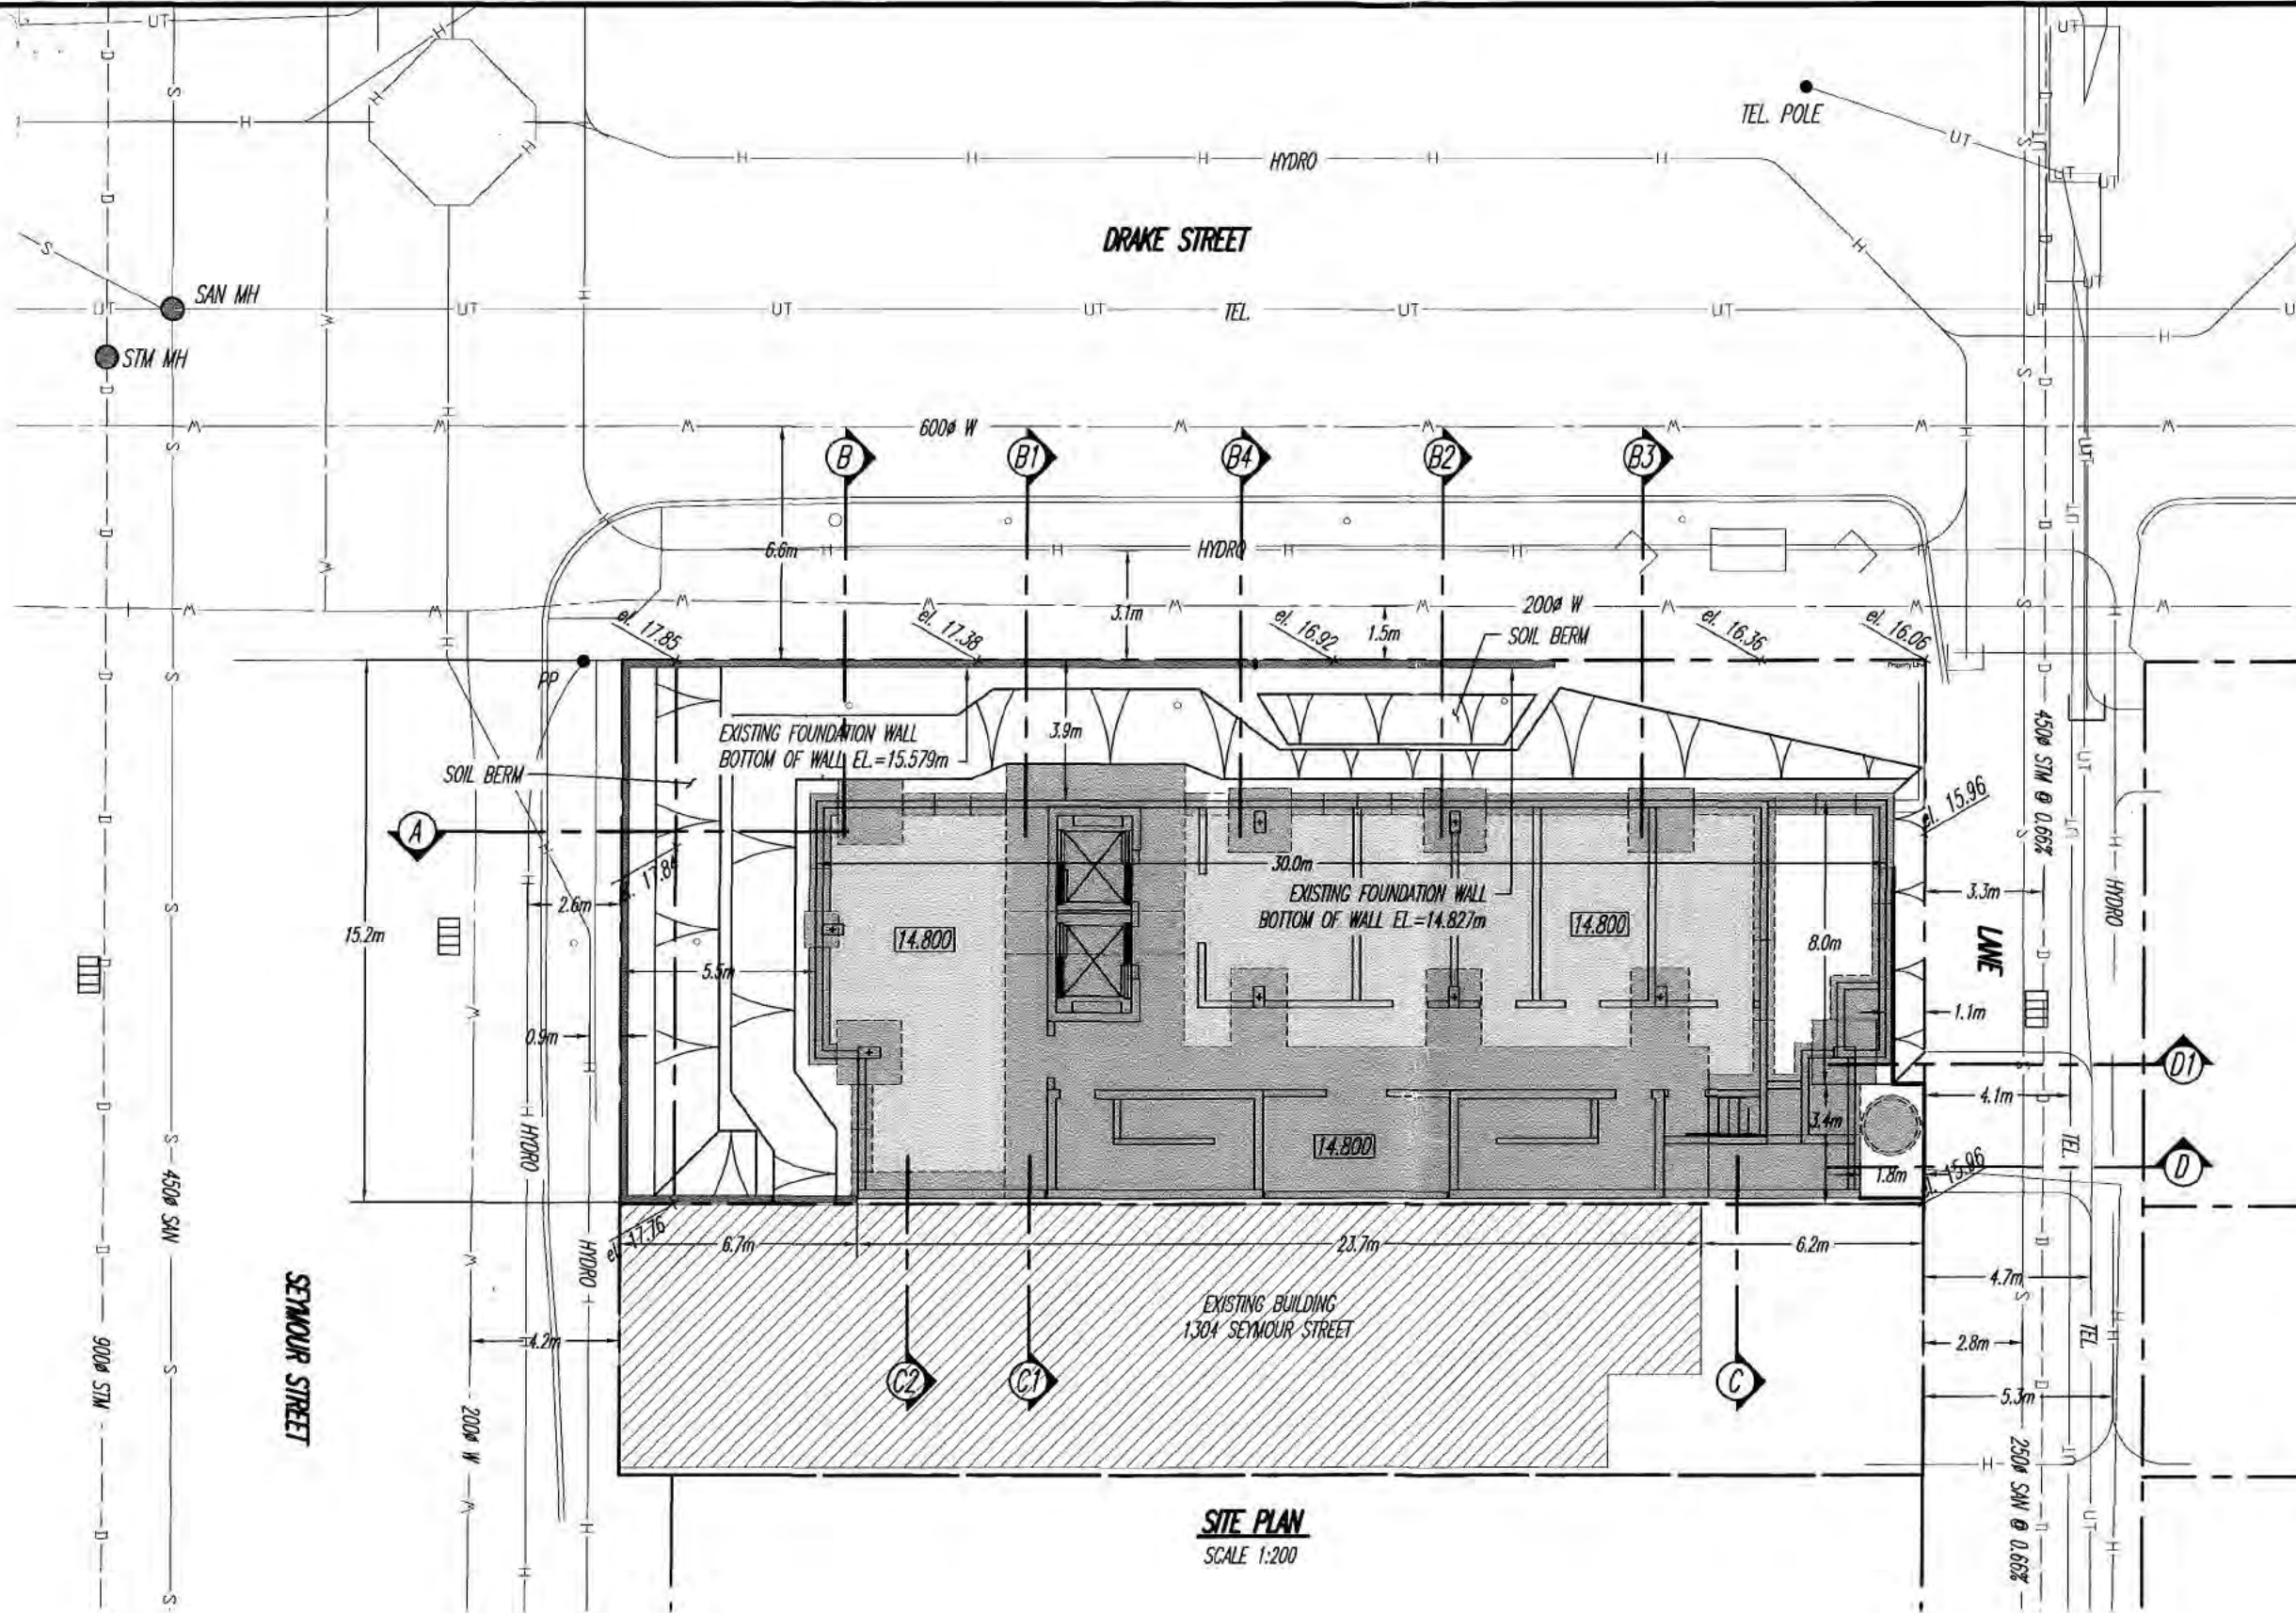 UT
TEL. POLE
HYDRO
DRAKE STREET
SAN MH
TEL.
STM MH
600ø W
B
B1
B4
B2
B3
6.6m
HYDRO
3.1m
1.5m
200ø W
SOIL BERM
el. 17.85
el. 17.38
el. 16.92
el. 16.36
el. 16.06
PP
EXISTING FOUNDATION WALL
BOTTOM OF WALL EL.=15.579m
3.9m
SOIL BERM
A
el. 17.84
30.0m
EXISTING FOUNDATION WALL
BOTTOM OF WALL EL.=14.827m
el. 15.96
450ø STM @ 0.66%
HYDRO
2.6m
15.2m
14.800
14.800
5.5m
8.0m
3.3m
LANE
0.9m
1.1m
D1
4.1m
3.4m
14.800
1.8m
TEL.
D
el. 15.96
HYDRO
450ø SAN
el. 17.76
6.7m
23.7m
6.2m
HYDRO
4.7m
EXISTING BUILDING
1304 SEYMOUR STREET
SEYMOUR STREET
900ø STM
4.2m
200ø W
C2
C1
C
2.8m
TEL.
5.3m
250ø SAN @ 0.66%
SITE PLAN
SCALE 1:200